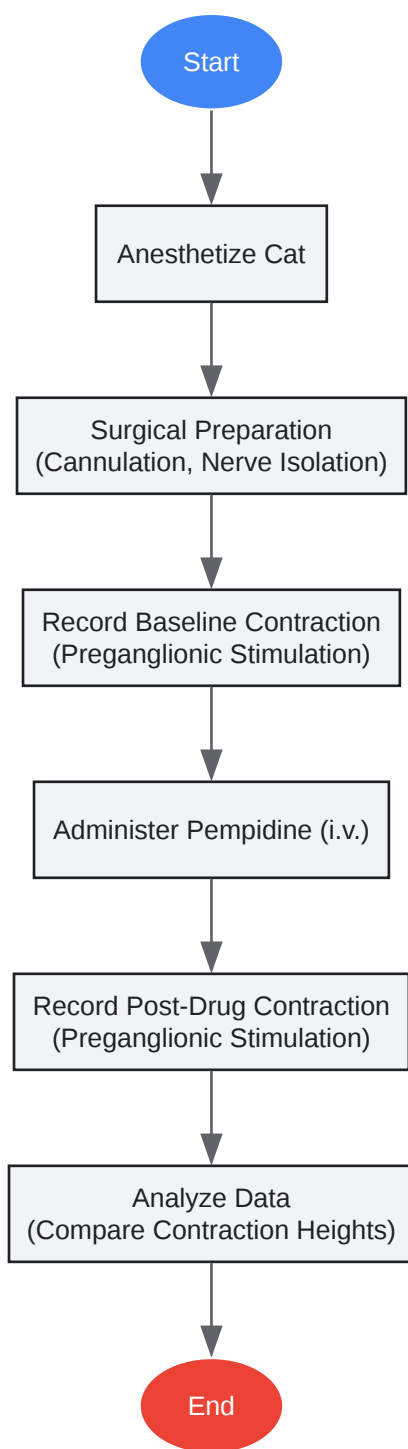 Start
Anesthetize Cat
Surgical Preparation
(Cannulation, Nerve Isolation)
Record Baseline Contraction
(Preganglionic Stimulation)
Administer Pempidine (i.v.)
Record Post-Drug Contraction
(Preganglionic Stimulation)
Analyze Data
(Compare Contraction Heights)
End